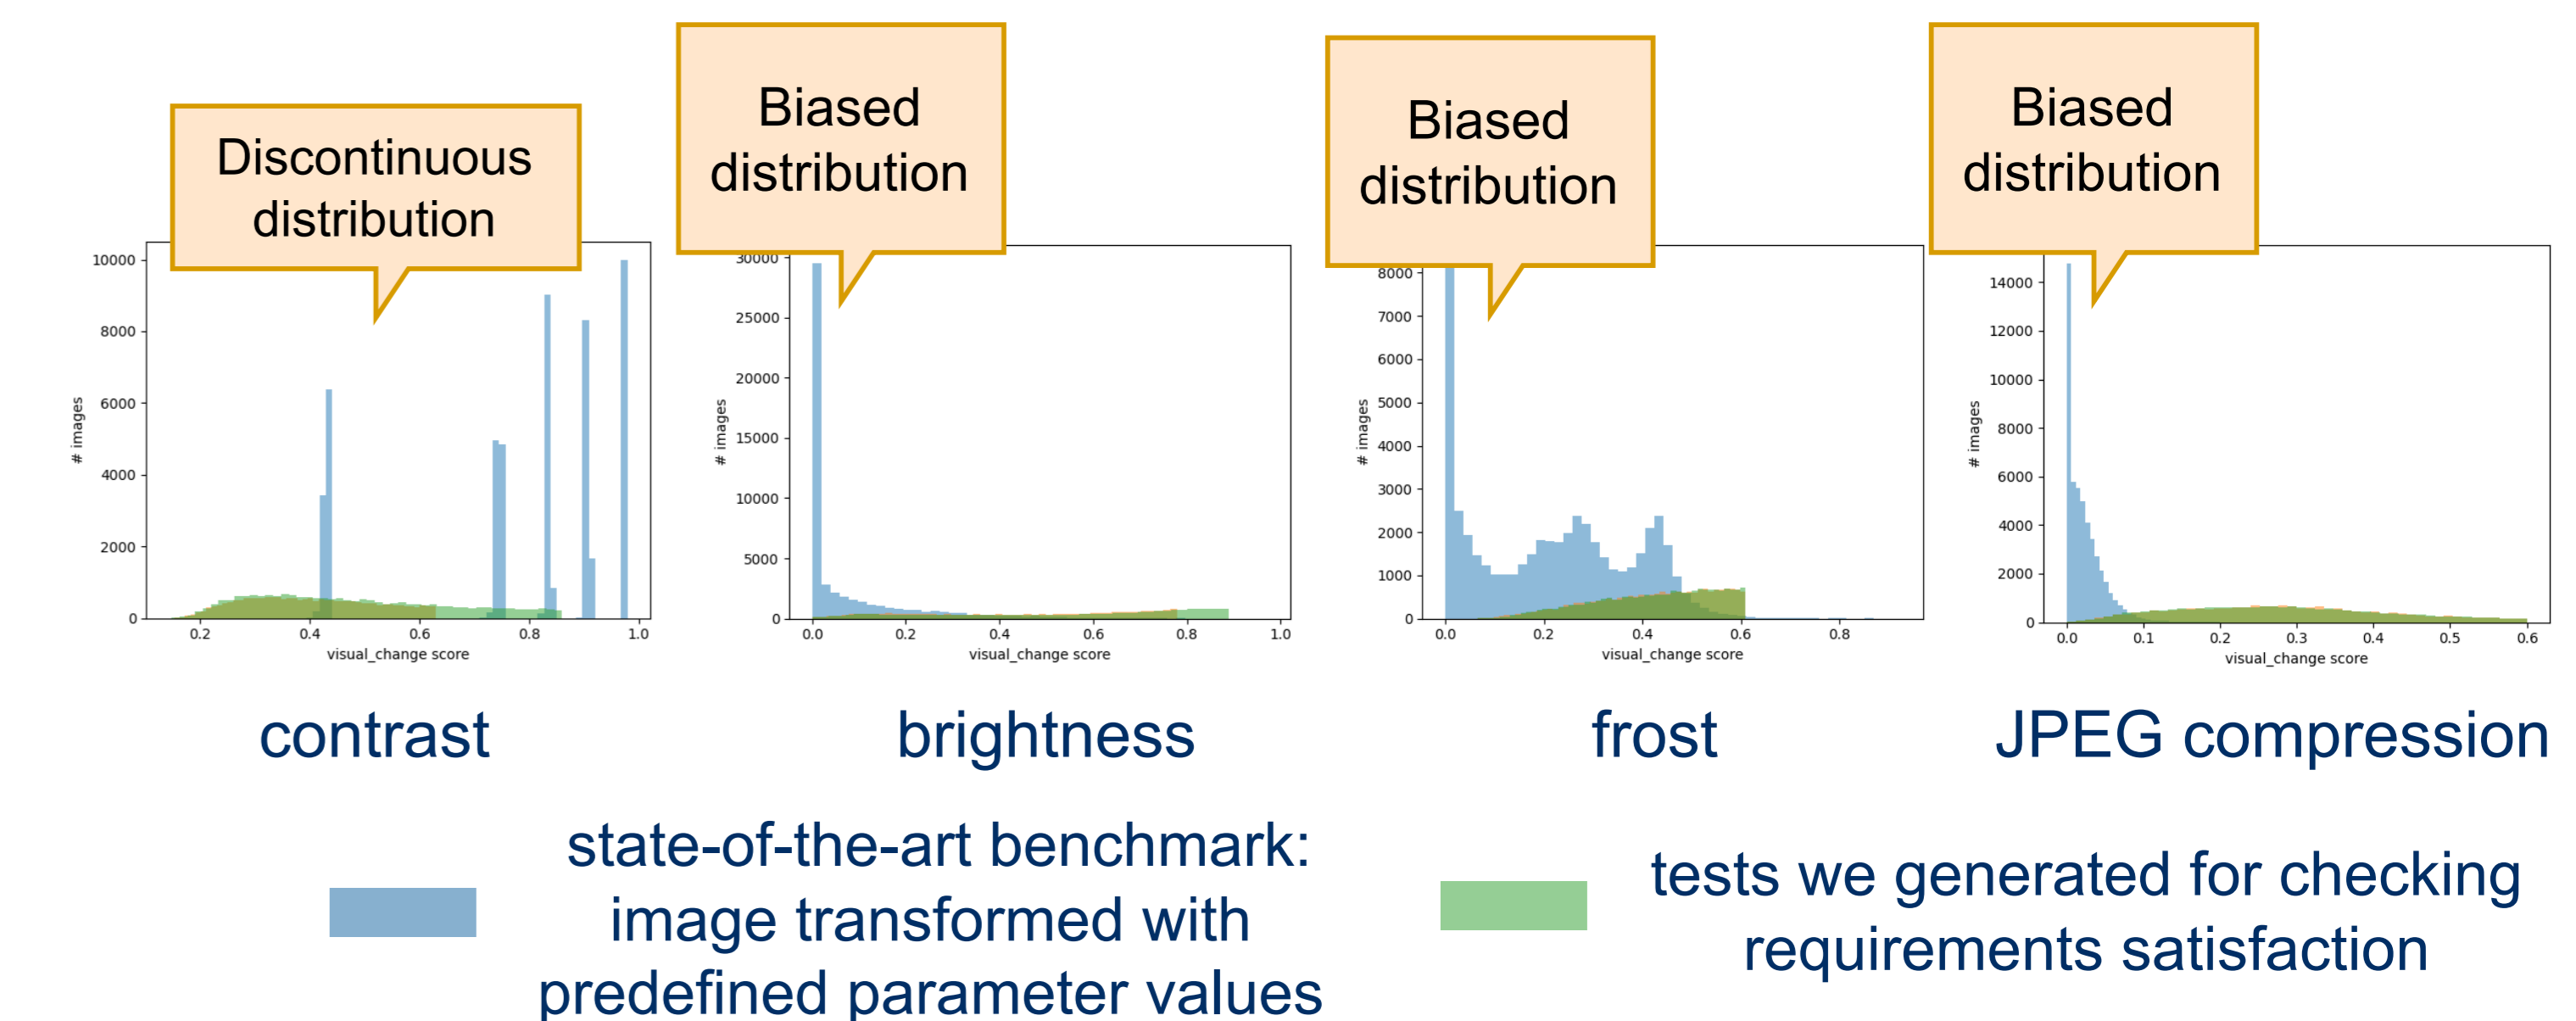 Discontinuous
distribution
Biased
distribution
Biased
distribution
Biased
distribution
10000
8000
6000
4000
2000
0
# images
0.2 0.4 0.6 0.8 1.0
visual_change score
30000
25000
20000
15000
10000
5000
0
# images
0.0 0.2 0.4 0.6 0.8 1.0
visual_change score
8000
7000
6000
5000
4000
3000
2000
1000
0
# images
0.0 0.2 0.4 0.6 0.8
visual_change score
14000
12000
10000
8000
6000
4000
2000
0
# images
0.0 0.1 0.2 0.3 0.4 0.5 0.6
visual_change score
contrast
brightness
frost
JPEG compression
state-of-the-art benchmark:
image transformed with
predefined parameter values
tests we generated for checking
requirements satisfaction